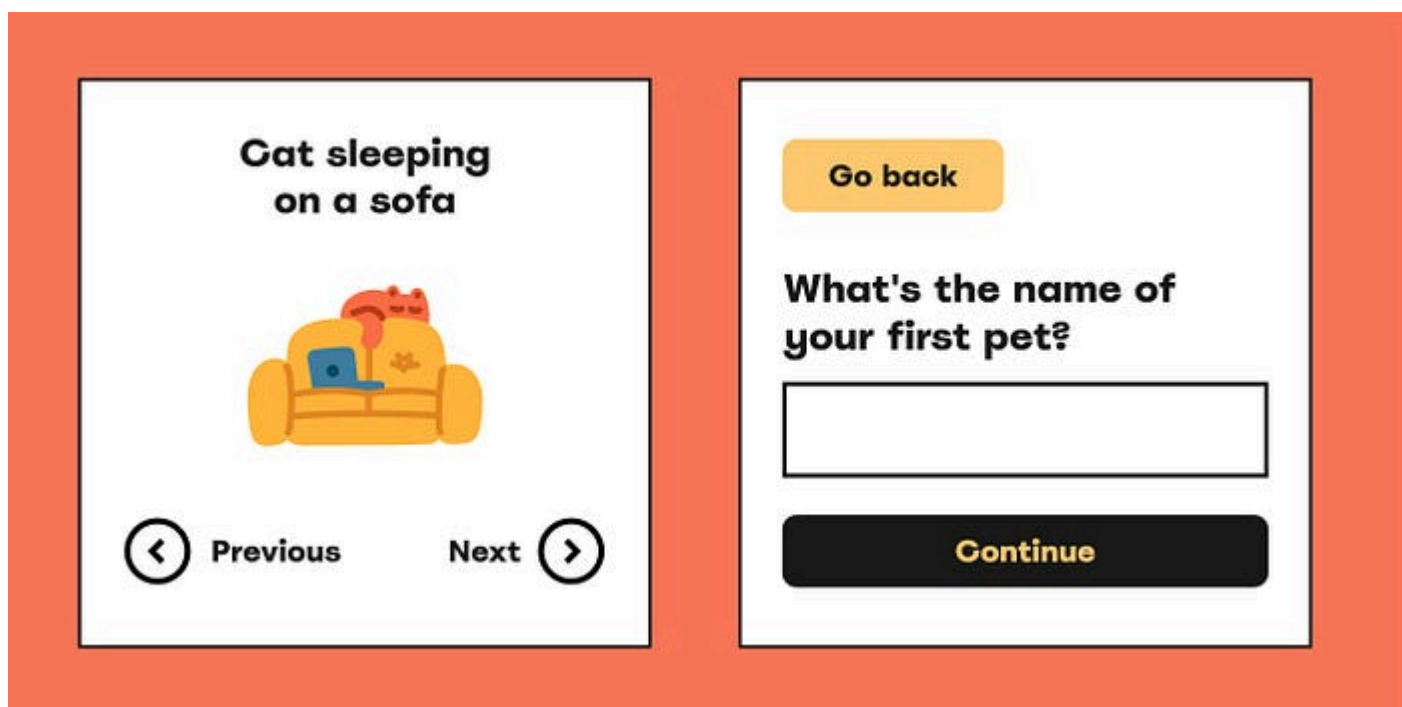 Cat sleeping
on a sofa
Previous
Next
Go back
What's the name of
your first pet?
Continue